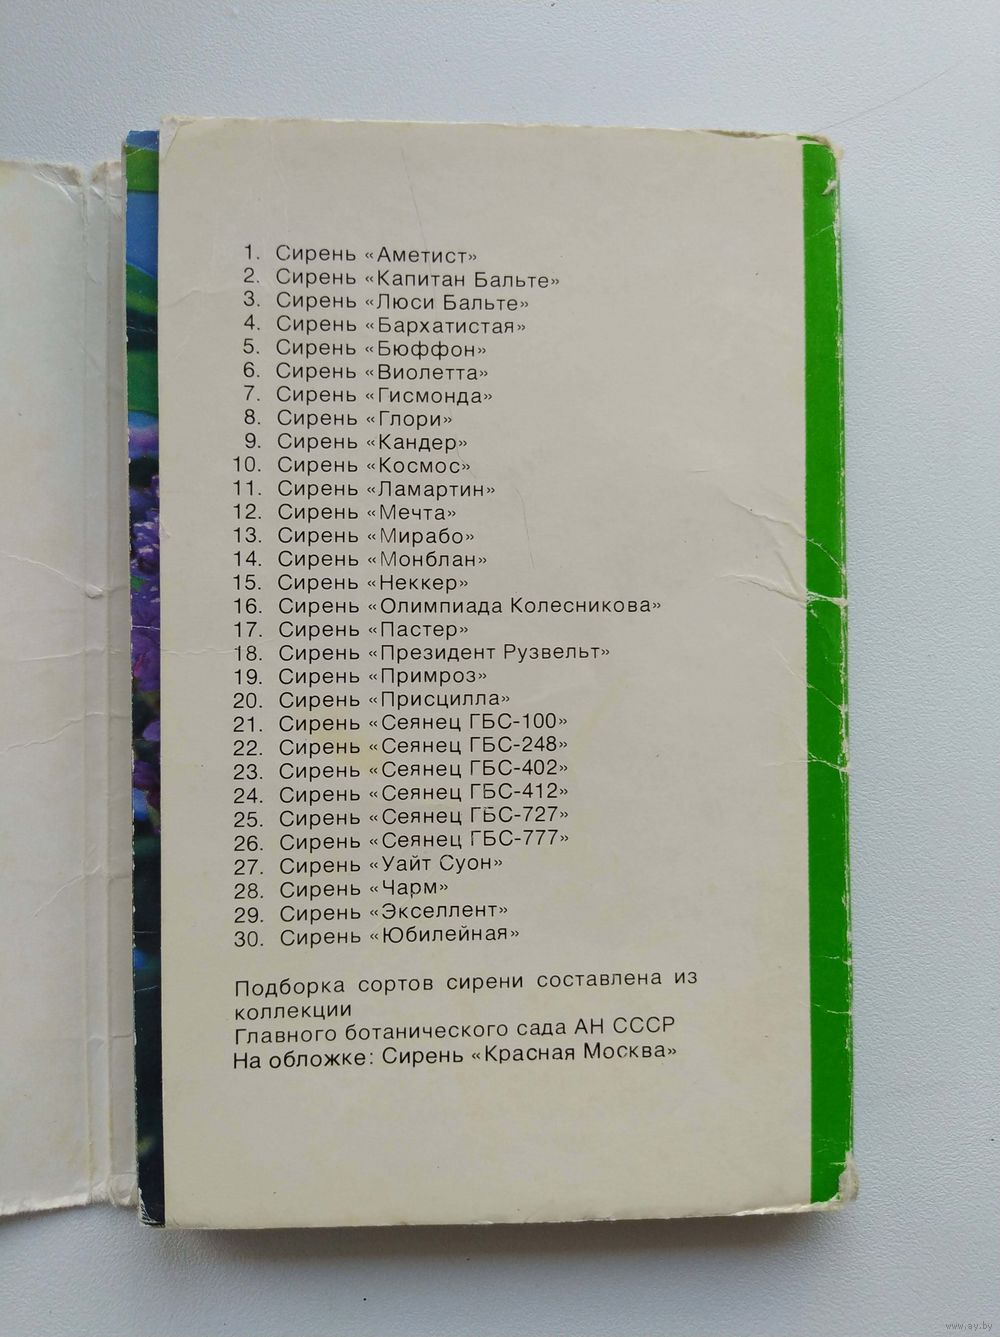 1. Сирень «Аметист»
2. Сирень «Капитан Бальте»
3. Сирень «Люси Бальте»
4. Сирень «Бархатистая»
5. Сирень «Бюффон»
6. Сирень «Виолетта»
7. Сирень «Гисмонда»
8. Сирень «Глори»
9. Сирень «Кандер»
10. Сирень «Космос»
11. Сирень «Ламартин»
12. Сирень «Мечта»
13. Сирень «Мирабо»
14. Сирень «Монблан»
15. Сирень «Неккер»
16. Сирень «Олимпиада Колесникова»
17. Сирень «Пастер»
18. Сирень «Президент Рузвельт»
19. Сирень «Примроз»
20. Сирень «Присцилла»
21. Сирень «Сеянец ГБС-100»
22. Сирень «Сеянец ГБС-248»
23. Сирень «Сеянец ГБС-402»
24. Сирень «Сеянец ГБС-412»
25. Сирень «Сеянец ГБС-727»
26. Сирень «Сеянец ГБС-777»
27. Сирень «Уайт Суон»
28. Сирень «Чарм»
29. Сирень «Экселлент»
30. Сирень «Юбилейная»
Подборка сортов сирени составлена из
коллекции
Главного ботанического сада АН СССР
На обложке: Сирень «Красная Москва»
www.ay.by